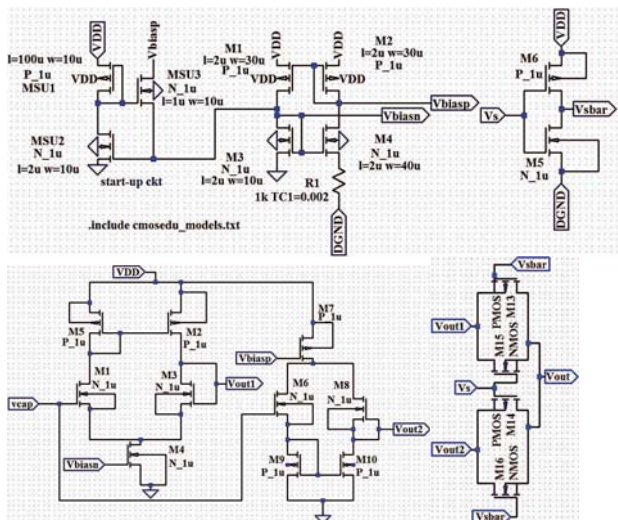 VDD
l=100u w=10u
P_1u
MSU1
VDD
Vbiasp
MSU3
N_1u
l=1u w=10u
VDD
M1
l=2u w=30u
P_1u
VDD
VDD
M2
l=2u w=30u
P_1u
VDD
VDD
M6
P_1u
Vbiasp
Vbiasn
Vs
Vsbar
MSU2
N_1u
l=2u w=10u
start-up ckt
M3
N_1u
l=2u w=10u
M4
N_1u
l=2u w=40u
R1
1k TC1=0.002
M5
N_1u
DGND
DGND
.include cmosedu_models.txt
VDD
M5
P_1u
M2
P_1u
M7
P_1u
Vbiasp
M1
N_1u
M3
N_1u
Vout1
M6
N_1u
M8
P_1u
vcap
M4
N_1u
Vbiasn
Vout2
M9
P_1u
M10
P_1u
Vsbar
PMOS
M13
M15
NMOS
Vout1
Vs
Vout
PMOS
M14
M16
NMOS
Vout2
Vsbar